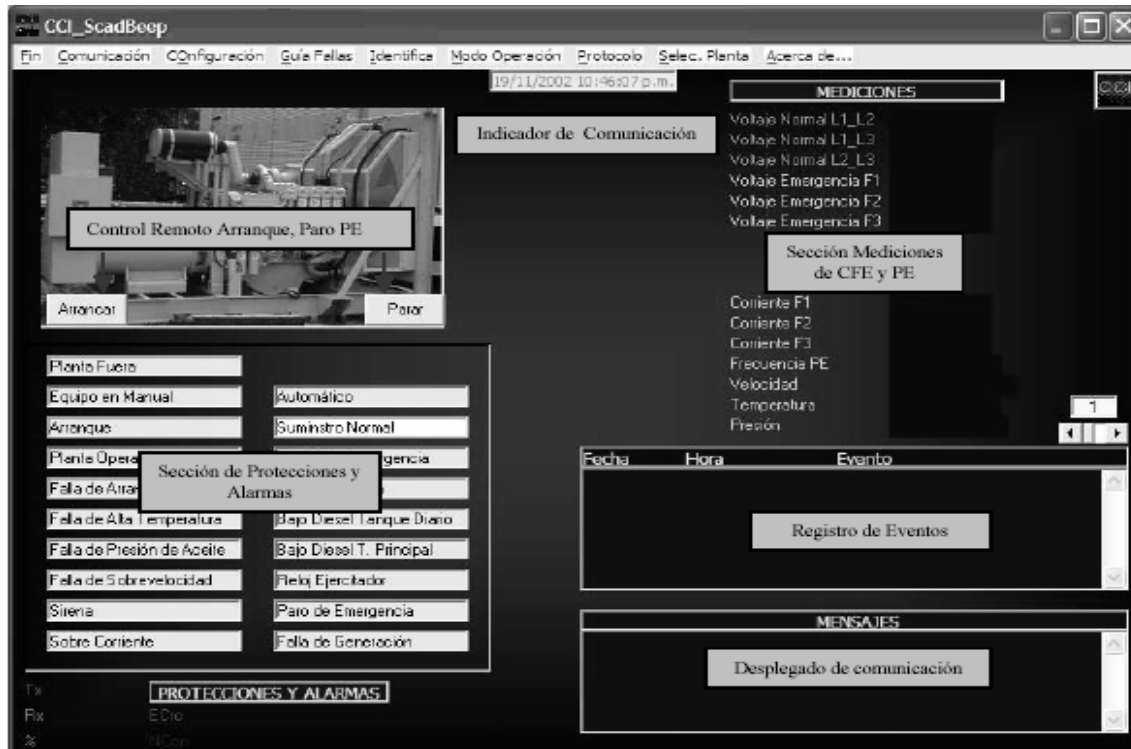 CCI_ScadBeep
Fin Comunicación COnfiguración Guía Fallas Identifica Modo Operación Protocolo Selec. Planta Acerca de...
19/11/2002 10:46:07 p.m.
MEDICIONES
CCI
Indicador de Comunicación
Voltaje Normal L1_L2
Voltaje Normal L1_L3
Voltaje Normal L2_L3
Voltaje Emergencia F1
Voltaje Emergencia F2
Voltaje Emergencia F3
Control Remoto Arranque, Paro PE
Sección Mediciones
de CFE y PE
Arrancar
Parar
Corriente F1
Corriente F2
Corriente F3
Frecuencia PE
Velocidad
Temperatura
Presión
1
Planta Fuera
Equipo en Manual
Automático
Arranque
Suminstro Normal
Planta Opera
Sección de Protecciones y
Alarmas
Falla de Alta Temperatura
Bajo Diesel Tanque Diario
Falla de Presión de Aceite
Bajo Diesel T. Principal
Falla de Sobrevelocidad
Reloj Ejercitador
Sirena
Paro de Emergencia
Sobre Corriente
Falla de Generación
Fecha Hora Evento
Registro de Eventos
MENSAJES
Desplegado de comunicación
Tx
PROTECCIONES Y ALARMAS
Rx
%